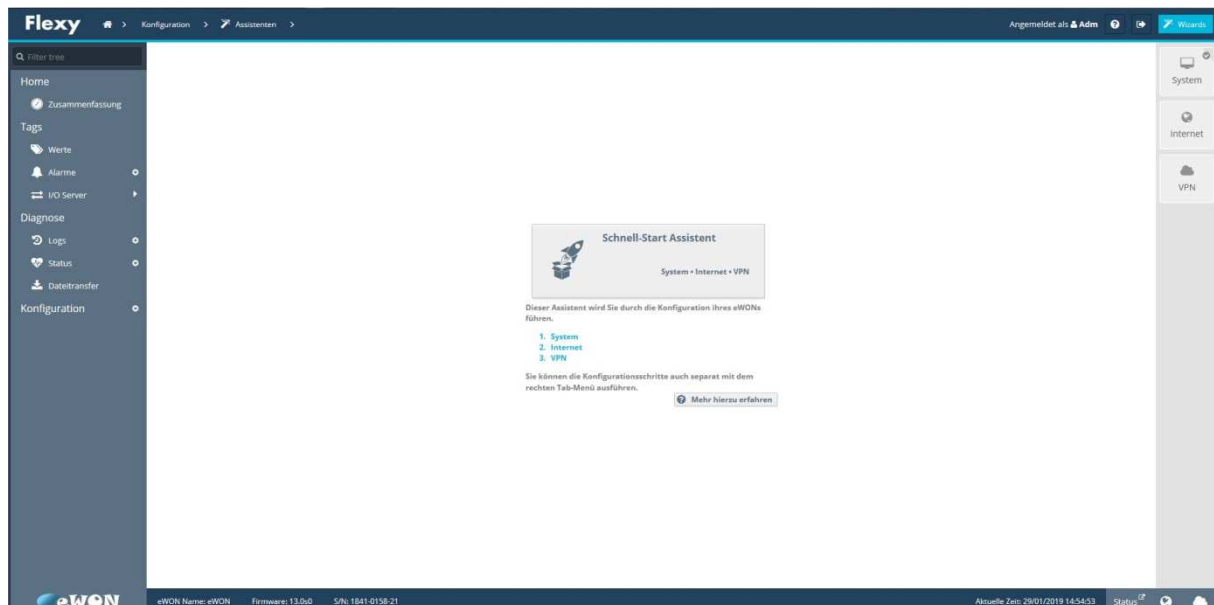 Flexy
Konfiguration > Assistenten >
Angemeldet als Adm
Wizards
Filter tree
Home
Zusammenfassung
Tags
Werte
Alarme
I/O Server
Diagnose
Logs
Status
Dateitransfer
Konfiguration
Schnell-Start Assistent
System • Internet • VPN
Dieser Assistent wird Sie durch die Konfiguration ihres eWONs
führen.
1. System
2. Internet
3. VPN
Sie können die Konfigurationsschritte auch separat mit dem
rechten Tab-Menü ausführen.
Mehr hierzu erfahren
System
Internet
VPN
eWON
eWON Name: eWON Firmware: 13.0s0 S/N: 1841-0158-21
Aktuelle Zeit: 29/01/2019 14:54:53 Status